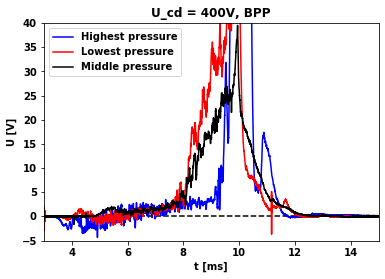 U_cd = 400V, BPP
Highest pressure
Lowest pressure
Middle pressure
U [V]
40
35
30
25
20
15
10
5
0
−5
4 6 8 10 12 14
t [ms]